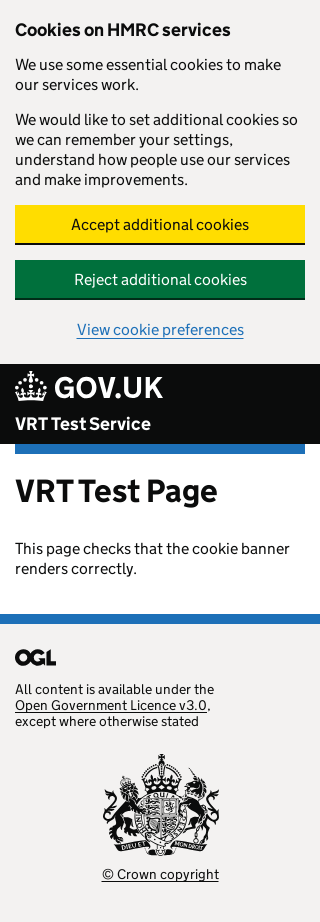 Cookies on HMRC services
We use some essential cookies to make
our services work.
We would like to set additional cookies so
we can remember your settings,
understand how people use our services
and make improvements.
Accept additional cookies
Reject additional cookies
View cookie preferences
GOV.UK
VRT Test Service
VRT Test Page
This page checks that the cookie banner
renders correctly.
OGL
All content is available under the
Open Government Licence v3.0,
except where otherwise stated
DIEU ET MON DROIT
© Crown copyright